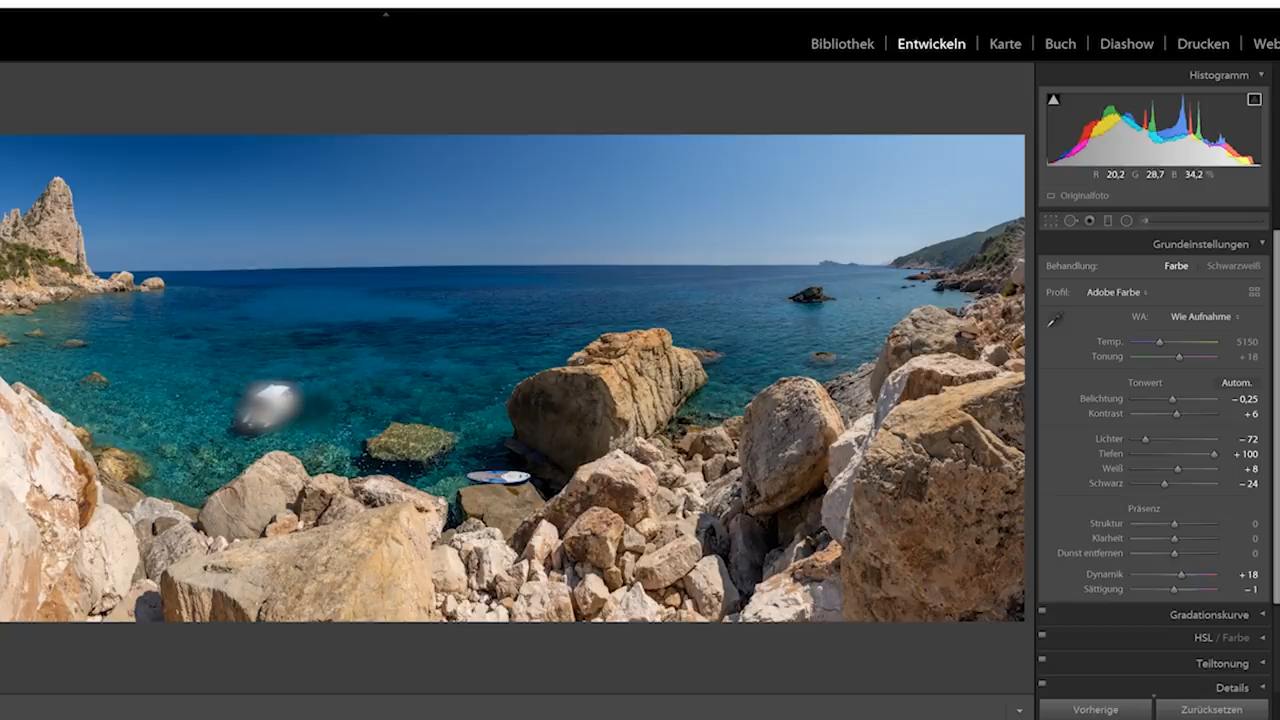 Bibliothek | Entwickeln | Karte | Buch | Diashow | Drucken | Web
Histogramm
R 20,2 G 28,7 B 34,2 %
Originalfoto
Grundeinstellungen
Behandlung: Farbe Schwarzweiß
Profil: Adobe Farbe
WA: Wie Aufnahme
Temp. 5150
Tonung + 18
Tonwert Autom.
Belichtung − 0,25
Kontrast + 6
Lichter − 72
Tiefen + 100
Weiß + 8
Schwarz − 24
Präsenz
Struktur 0
Klarheit 0
Dunst entfernen 0
Dynamik + 18
Sättigung − 1
Gradationskurve
HSL / Farbe
Teiltonung
Details
Vorherige Zurücksetzen